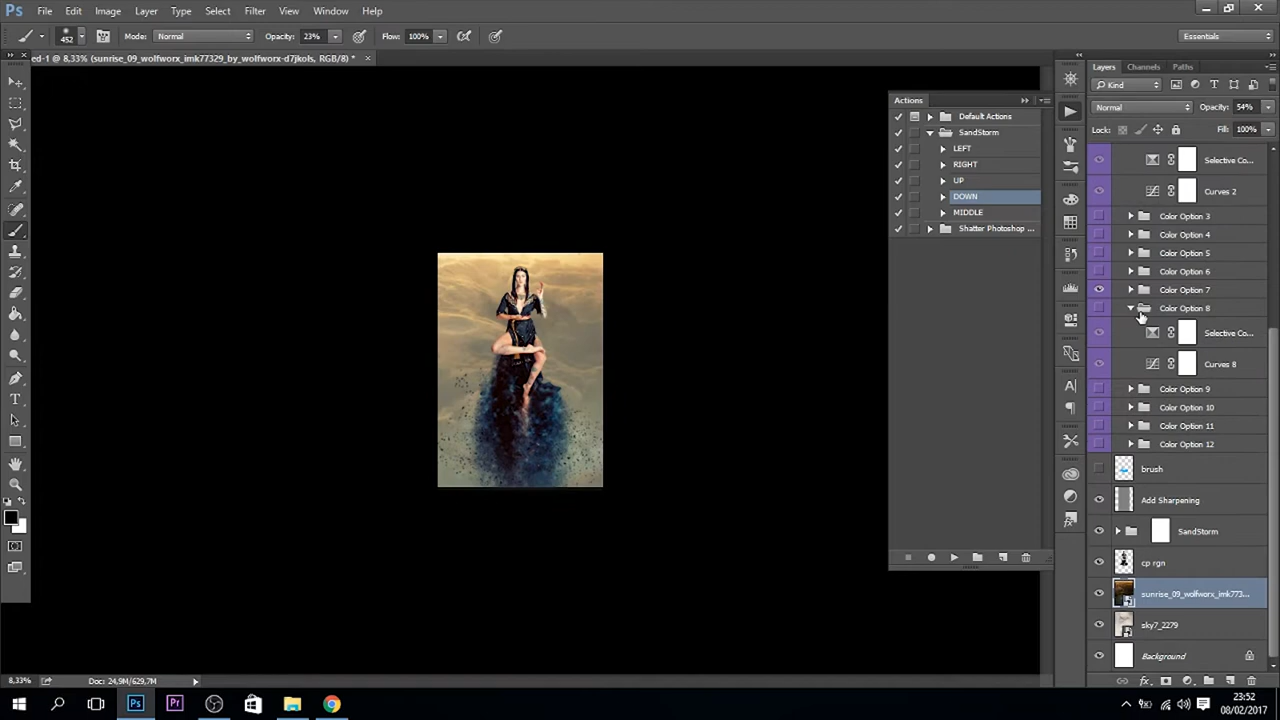 Ps File Edit Image Layer Type Select Filter View Window Help
452 Mode: Normal Opacity: 23% Flow: 100% Essentials
ed-1 @ 8,33% (sunrise_09_wolfworx_imk77329_by_wolfworx-d7jkols, RGB/8) * ×
Actions
Default Actions
SandStorm
LEFT
RIGHT
UP
DOWN
MIDDLE
Shatter Photoshop ...
Layers Channels Paths
Kind
Normal Opacity: 54%
Lock: Fill: 100%
Selective Co...
Curves 2
Color Option 3
Color Option 4
Color Option 5
Color Option 6
Color Option 7
Color Option 8
Selective Co...
Curves 8
Color Option 9
Color Option 10
Color Option 11
Color Option 12
brush
Add Sharpening
SandStorm
cp rgn
sunrise_09_wolfworx_imk773...
sky7_2279
Background
8,33% Doc: 24,9M/629,7M
Ps Pr
23:52
08/02/2017